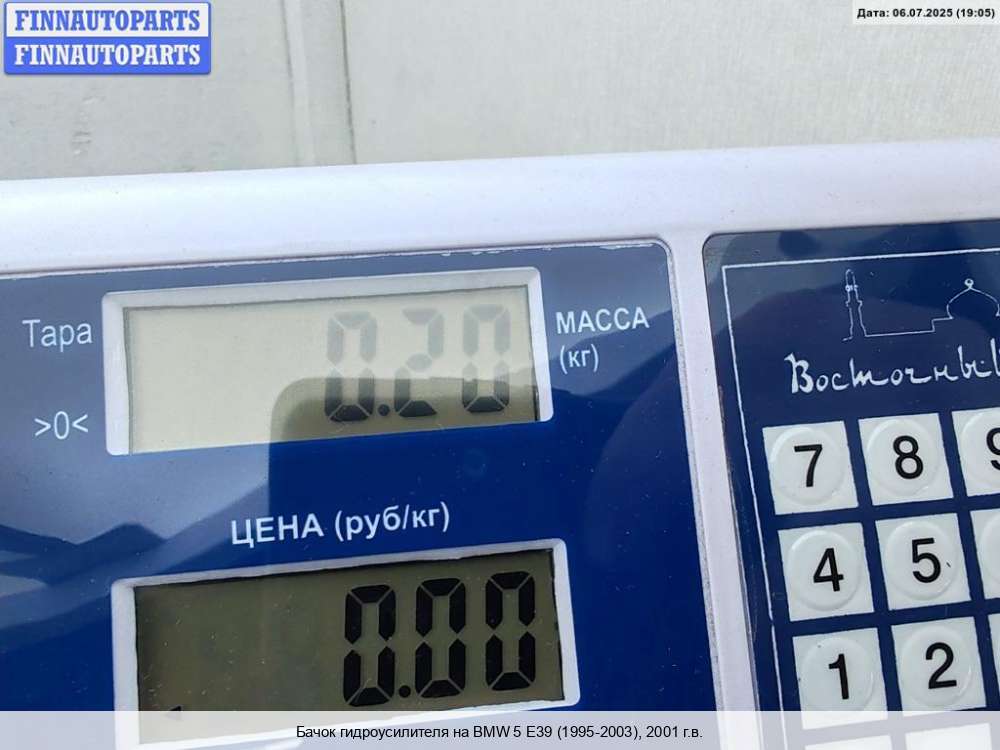 FINNAUTOPARTS
FINNAUTOPARTS
Дата: 06.07.2025 (19:05)
Тара
0.20
МАССА
(кг)
>0<
Восточный
7 8 9
ЦЕНА (руб/кг)
4 5
0.00
1 2
Бачок гидроусилителя на BMW 5 E39 (1995-2003), 2001 г.в.